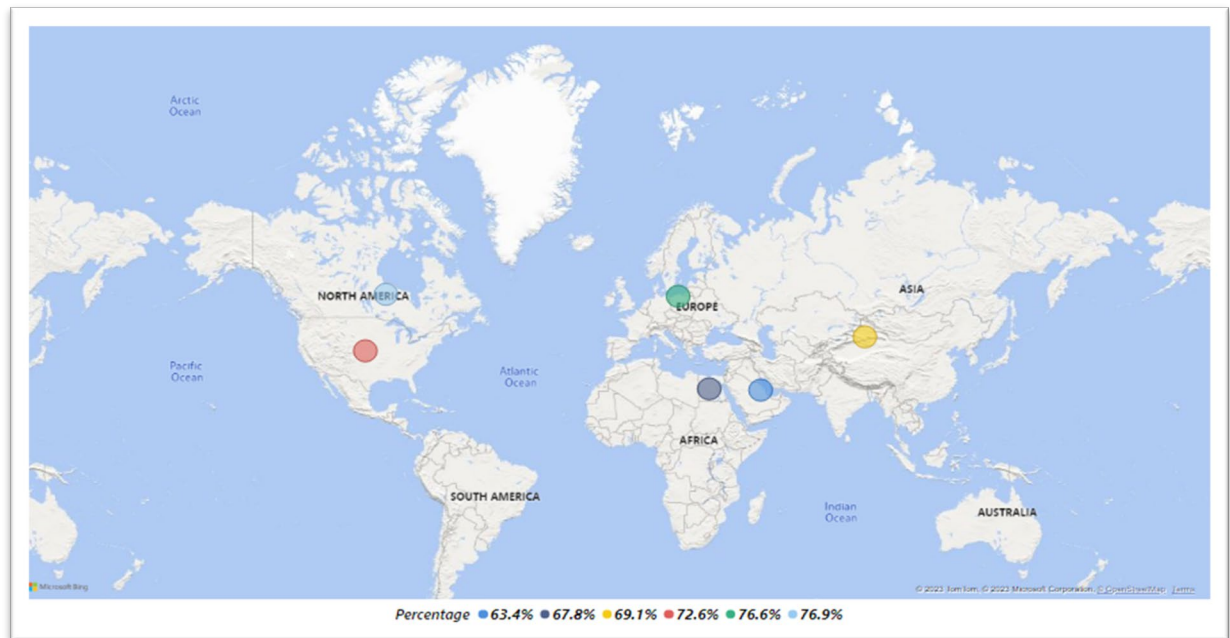 Arctic
Ocean
NORTH AMERICA
EUROPE
ASIA
Pacific
Ocean
Atlantic
Ocean
AFRICA
SOUTH AMERICA
Indian
Ocean
AUSTRALIA
Microsoft Bing
© 2023 TomTom, © 2023 Microsoft Corporation, © OpenStreetMap Terms
Percentage 63.4% 67.8% 69.1% 72.6% 76.6% 76.9%